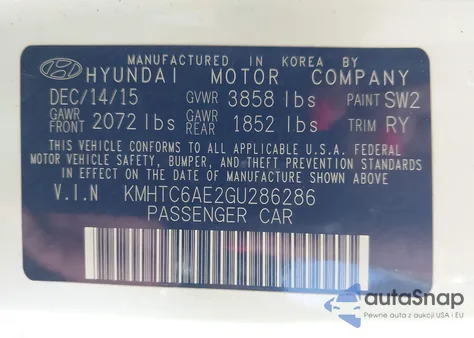 MANUFACTURED IN KOREA BY
HYUNDAI MOTOR COMPANY
DEC/14/15 GVWR 3858 lbs PAINT SW2
GAWR FRONT 2072 lbs GAWR REAR 1852 lbs TRIM RY
THIS VEHICLE CONFORMS TO ALL APPLICABLE U.S. FEDERAL
MOTOR VEHICLE SAFETY, BUMPER, AND THEFT PREVENTION STANDARDS
IN EFFECT ON THE DATE OF MANUFACTURE SHOWN ABOVE.
V.I.N KMHTC6AE2GU286286
PASSENGER CAR
autoSnap
Pewne auta z aukcji USA i EU